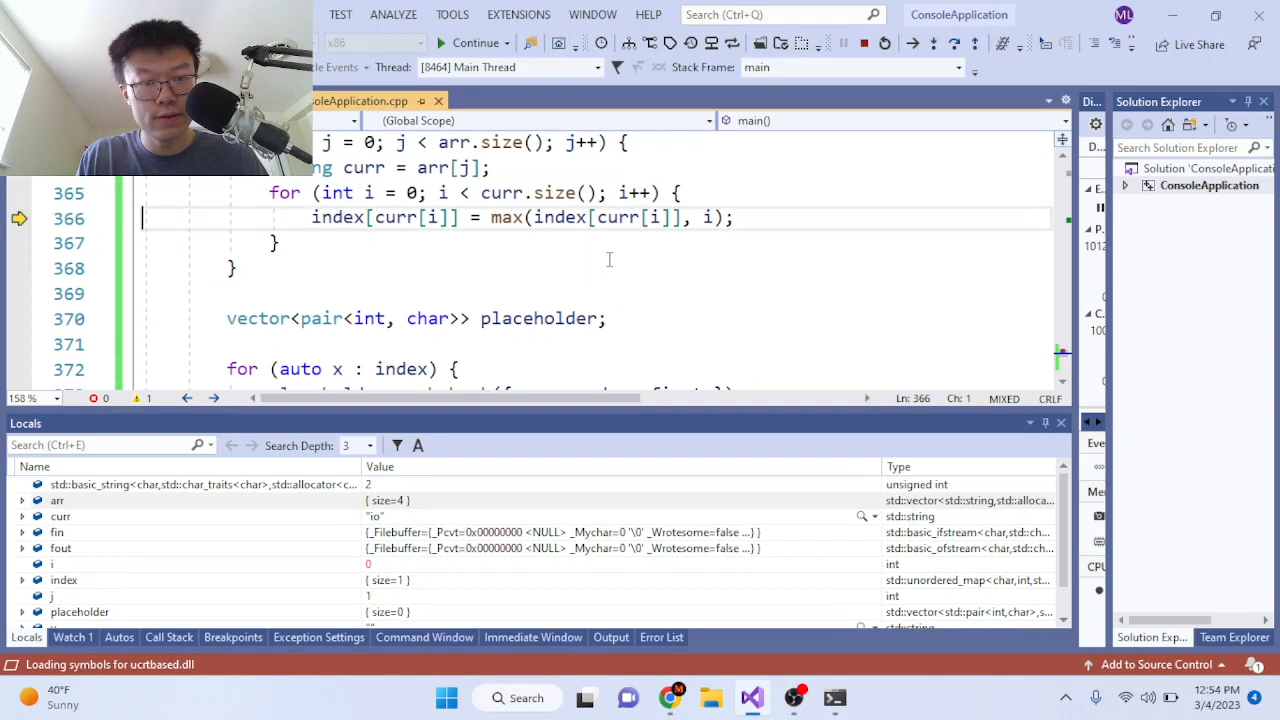 TEST ANALYZE TOOLS EXTENSIONS WINDOW HELP Search (Ctrl+Q) ConsoleApplication ML
x86 Continue Live Share
le Events Thread: [8464] Main Thread Stack Frame: main
soleApplication.cpp Di... Solution Explorer
(Global Scope) main()
j = 0; j < arr.size(); j++) {
Search Solution Explorer
ng curr = arr[j];
Solution 'ConsoleApplicatio
ConsoleApplication
365 for (int i = 0; i < curr.size(); i++) {
366 index[curr[i]] = max(index[curr[i]], i);
367 }
368 }
369
370 vector<pair<int, char>> placeholder;
371
372 for (auto x : index) {
158 % 0 1 Ln: 366 Ch: 1 MIXED CRLF
Locals
Search (Ctrl+E) Search Depth: 3 A
Name Value Type
std::basic_string<char,std::char_traits<char>,std::allocator<c... 2 unsigned int
arr { size=4 } std::vector<std::string,std::alloca...
curr "io" std::string
fin {_Filebuffer={_Pcvt=0x00000000 <NULL> _Mychar=0 '\0' _Wrotesome=false ...} } std::basic_ifstream<char,std::ch...
fout {_Filebuffer={_Pcvt=0x00000000 <NULL> _Mychar=0 '\0' _Wrotesome=false ...} } std::basic_ofstream<char,std::ch...
i 0 int
index { size=1 } std::unordered_map<char,int,st...
j 1 int
placeholder { size=0 } std::vector<std::pair<int,char>,s...
Locals Watch 1 Autos Call Stack Breakpoints Exception Settings Command Window Immediate Window Output Error List
Solution Exp... Team Explorer
Loading symbols for ucrtbased.dll Add to Source Control 1
40°F
Sunny
Search
12:54 PM
3/4/2023
4